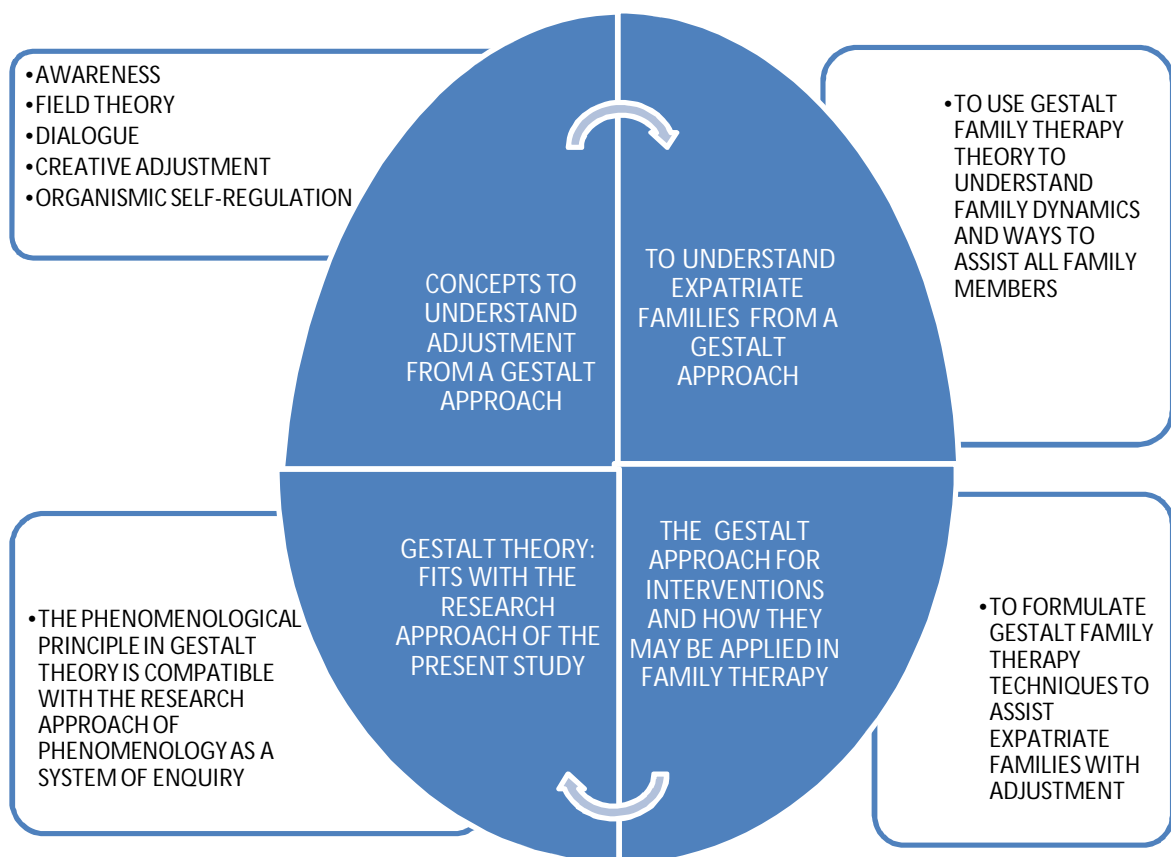 •AWARENESS
•FIELD THEORY
•DIALOGUE
•CREATIVE ADJUSTMENT
•ORGANISMIC SELF-REGULATION
CONCEPTS TO
UNDERSTAND
ADJUSTMENT
FROM A GESTALT
APPROACH
TO UNDERSTAND
EXPATRIATE
FAMILIES FROM A
GESTALT
APPROACH
•TO USE GESTALT
FAMILY THERAPY
THEORY TO
UNDERSTAND
FAMILY DYNAMICS
AND WAYS TO
ASSIST ALL FAMILY
MEMBERS
•THE PHENOMENOLOGICAL
PRINCIPLE IN GESTALT
THEORY IS COMPATIBLE
WITH THE RESEARCH
APPROACH OF
PHENOMENOLOGY AS A
SYSTEM OF ENQUIRY
GESTALT THEORY:
FITS WITH THE
RESEARCH
APPROACH OF THE
PRESENT STUDY
THE GESTALT
APPROACH FOR
INTERVENTIONS
AND HOW THEY
MAY BE APPLIED IN
FAMILY THERAPY
•TO FORMULATE
GESTALT FAMILY
THERAPY
TECHNIQUES TO
ASSIST
EXPATRIATE
FAMILIES WITH
ADJUSTMENT